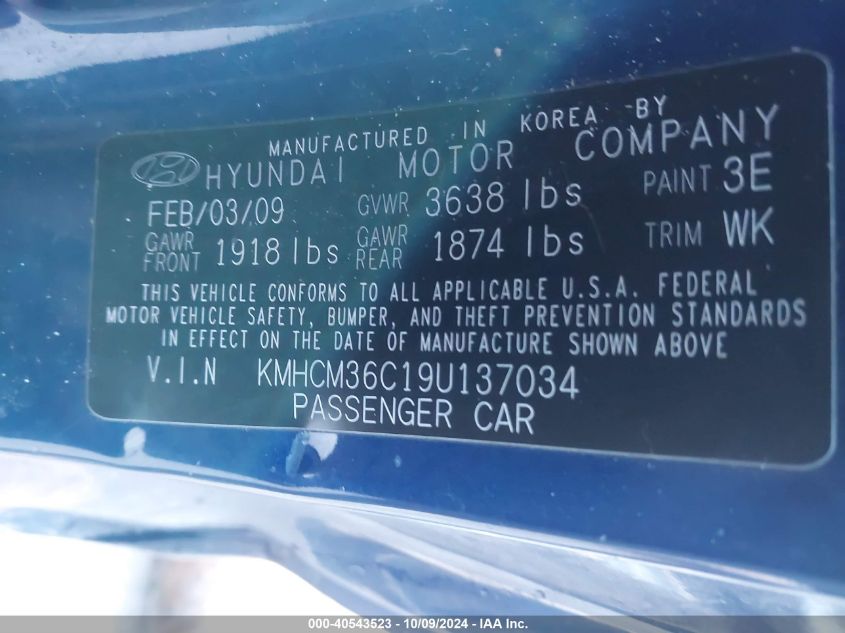 MANUFACTURED IN KOREA BY
HYUNDAI MOTOR COMPANY
FEB/03/09 GVWR 3638 lbs PAINT 3E
GAWR FRONT 1918 lbs GAWR REAR 1874 lbs TRIM WK
THIS VEHICLE CONFORMS TO ALL APPLICABLE U.S.A. FEDERAL
MOTOR VEHICLE SAFETY, BUMPER, AND THEFT PREVENTION STANDARDS
IN EFFECT ON THE DATE OF MANUFACTURE SHOWN ABOVE
V.I.N KMHCM36C19U137034
PASSENGER CAR
000-40543523 - 10/09/2024 - IAA Inc.